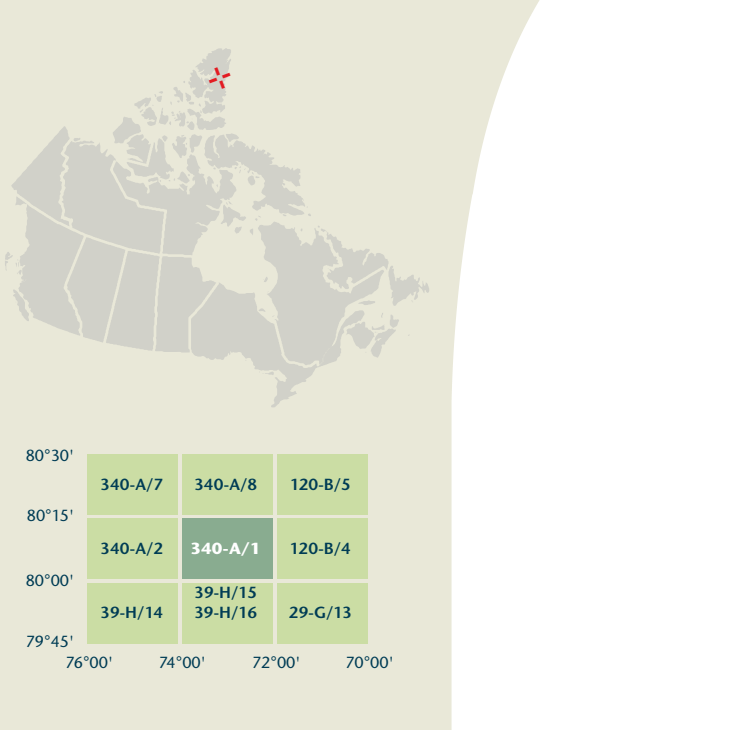 80°30'
340-A/7 340-A/8 120-B/5
80°15'
340-A/2 340-A/1 120-B/4
80°00'
39-H/15
39-H/14 39-H/16 29-G/13
79°45'
76°00' 74°00' 72°00' 70°00'